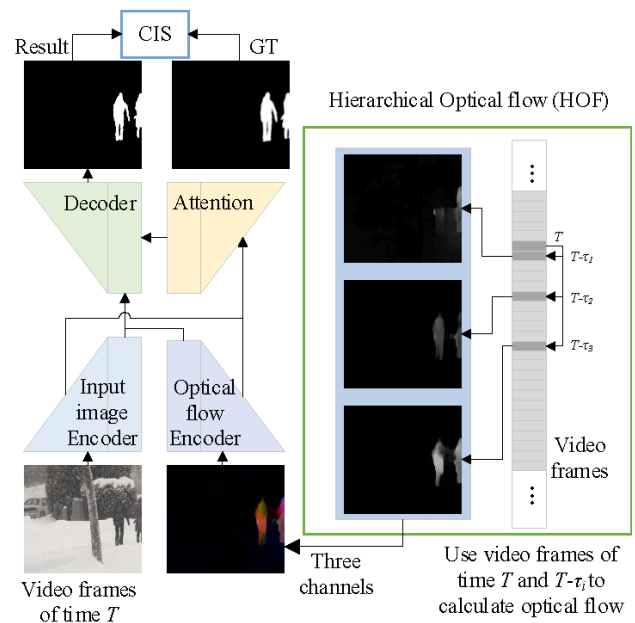 CIS
Result
GT
Hierarchical Optical flow (HOF)
Decoder
Attention
T
T-τ1
T-τ2
T-τ3
Input
image
Encoder
Optical
flow
Encoder
Video
frames
Video frames
of time T
Three
channels
Use video frames of
time T and T-τi to
calculate optical flow